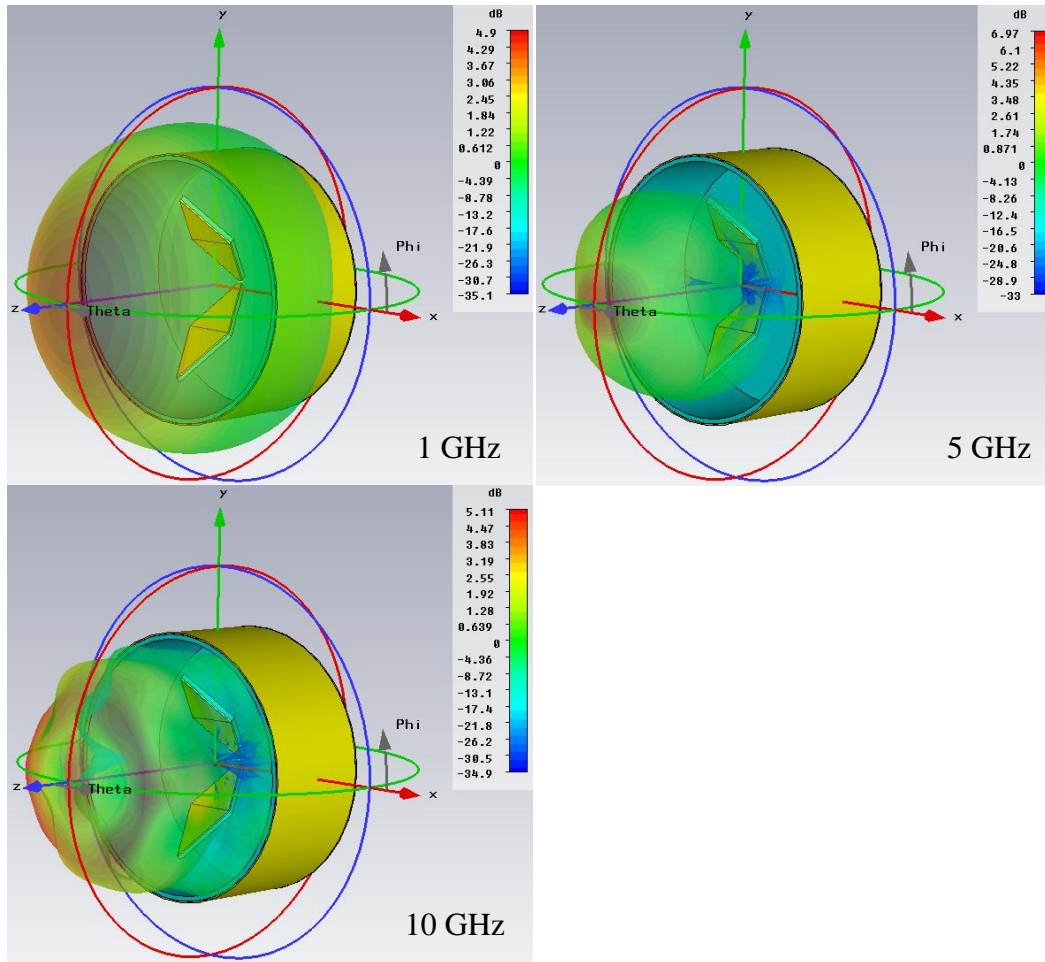 y
dB
4.9
4.29
3.67
3.06
2.45
1.84
1.22
0.612
0
-4.39
-8.78
-13.2
-17.6
-21.9
-26.3
-30.7
-35.1
Phi
z
Theta
x
1 GHz
y
dB
6.97
6.1
5.22
4.35
3.48
2.61
1.74
0.871
0
-4.13
-8.26
-12.4
-16.5
-20.6
-24.8
-28.9
-33
Phi
z
Theta
x
5 GHz
y
dB
5.11
4.47
3.83
3.19
2.55
1.92
1.28
0.639
0
-4.36
-8.72
-13.1
-17.4
-21.8
-26.2
-30.5
-34.9
Phi
z
Theta
x
10 GHz